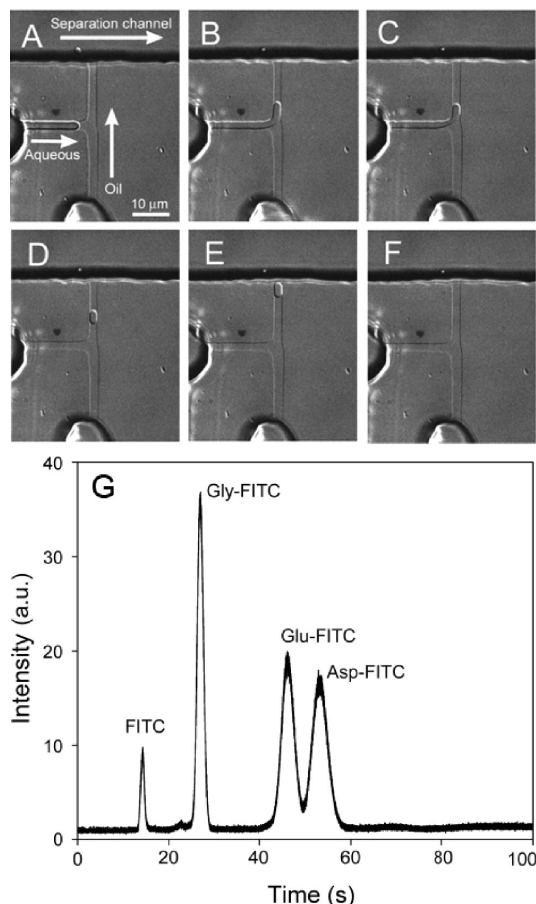 A
Separation channel
Aqueous
Oil
10 μm
B
C
D
E
F
G
Intensity (a.u.)
40
30
20
10
0
FITC
Gly-FITC
Glu-FITC
Asp-FITC
0 20 40 60 80 100
Time (s)